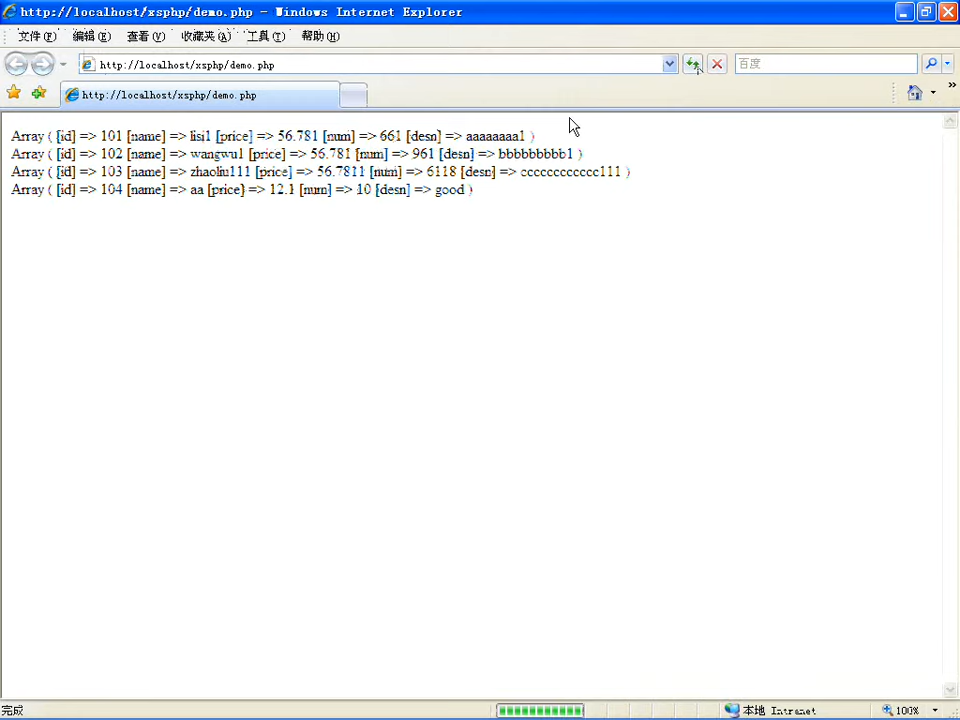 http://localhost/xsphp/demo.php - Windows Internet Explorer
文件(F) 编辑(E) 查看(V) 收藏夹(A) 工具(T) 帮助(H)
http://localhost/xsphp/demo.php 百度
http://localhost/xsphp/demo.php »
Array ( [id] => 101 [name] => lisi1 [price] => 56.781 [num] => 661 [desn] => aaaaaaaa1 )
Array ( [id] => 102 [name] => wangwu1 [price] => 56.781 [num] => 961 [desn] => bbbbbbbbbb1 )
Array ( [id] => 103 [name] => zhaoliu111 [price] => 56.7811 [num] => 6118 [desn] => cccccccccccc111 )
Array ( [id] => 104 [name] => aa [price] => 12.1 [num] => 10 [desn] => good )
完成 本地 Intranet 100%